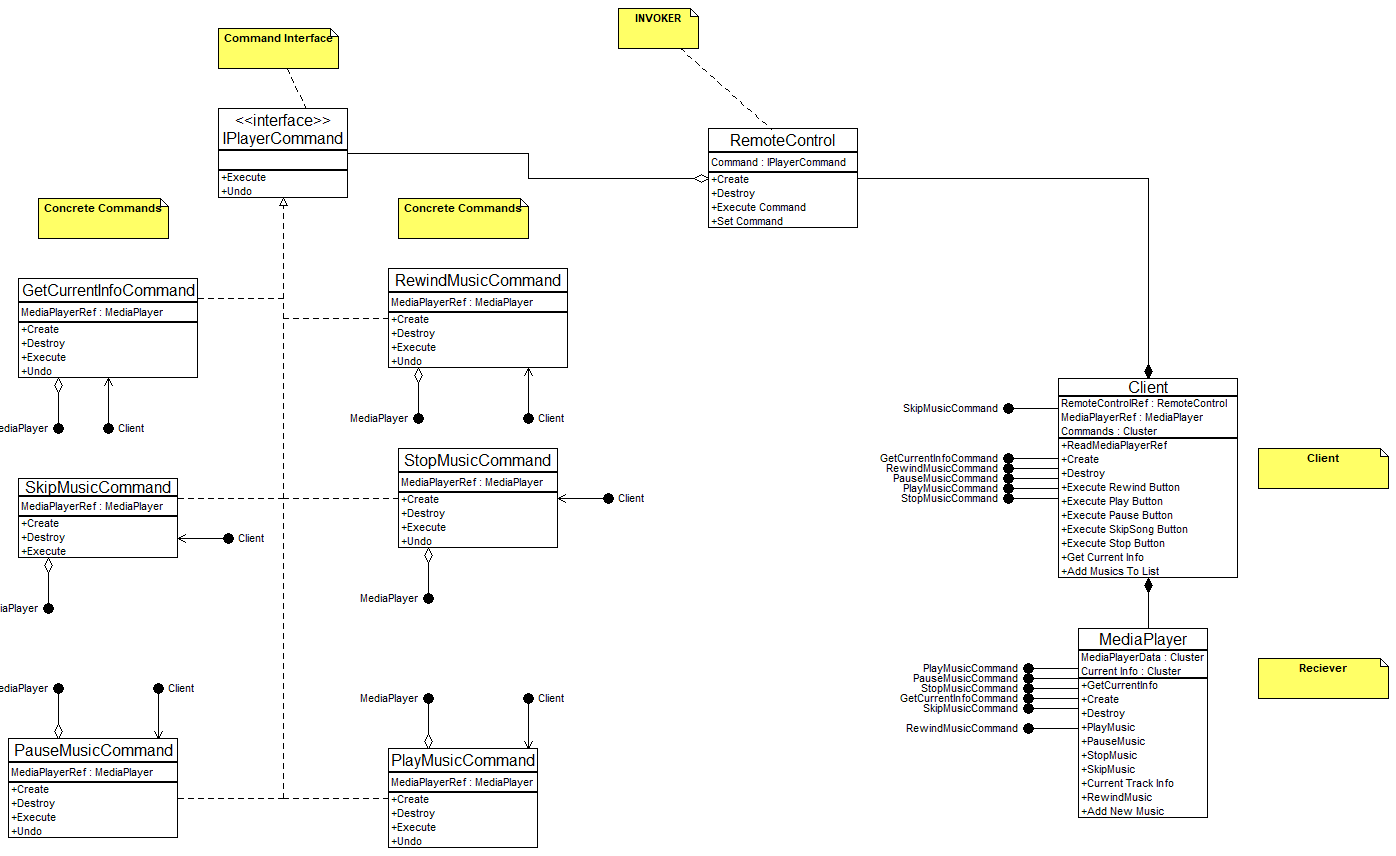 INVOKER
Command Interface
<<interface>>
IPlayerCommand
+Execute
+Undo
RemoteControl
Command : IPlayerCommand
+Create
+Destroy
+Execute Command
+Set Command
Concrete Commands
Concrete Commands
GetCurrentInfoCommand
MediaPlayerRef : MediaPlayer
+Create
+Destroy
+Execute
+Undo
ediaPlayer
Client
RewindMusicCommand
MediaPlayerRef : MediaPlayer
+Create
+Destroy
+Execute
+Undo
MediaPlayer
Client
SkipMusicCommand
MediaPlayerRef : MediaPlayer
+Create
+Destroy
+Execute
Client
iaPlayer
StopMusicCommand
MediaPlayerRef : MediaPlayer
+Create
+Destroy
+Execute
+Undo
Client
MediaPlayer
ediaPlayer
Client
PauseMusicCommand
MediaPlayerRef : MediaPlayer
+Create
+Destroy
+Execute
+Undo
MediaPlayer
Client
PlayMusicCommand
MediaPlayerRef : MediaPlayer
+Create
+Destroy
+Execute
+Undo
Client
RemoteControlRef : RemoteControl
MediaPlayerRef : MediaPlayer
Commands : Cluster
+ReadMediaPlayerRef
+Create
+Destroy
+Execute Rewind Button
+Execute Play Button
+Execute Pause Button
+Execute SkipSong Button
+Execute Stop Button
+Get Current Info
+Add Musics To List
SkipMusicCommand
GetCurrentInfoCommand
RewindMusicCommand
PauseMusicCommand
PlayMusicCommand
StopMusicCommand
Client
MediaPlayer
MediaPlayerData : Cluster
Current Info : Cluster
+GetCurrentInfo
+Create
+Destroy
+PlayMusic
+PauseMusic
+StopMusic
+SkipMusic
+Current Track Info
+RewindMusic
+Add New Music
PlayMusicCommand
PauseMusicCommand
StopMusicCommand
GetCurrentInfoCommand
SkipMusicCommand
RewindMusicCommand
Reciever